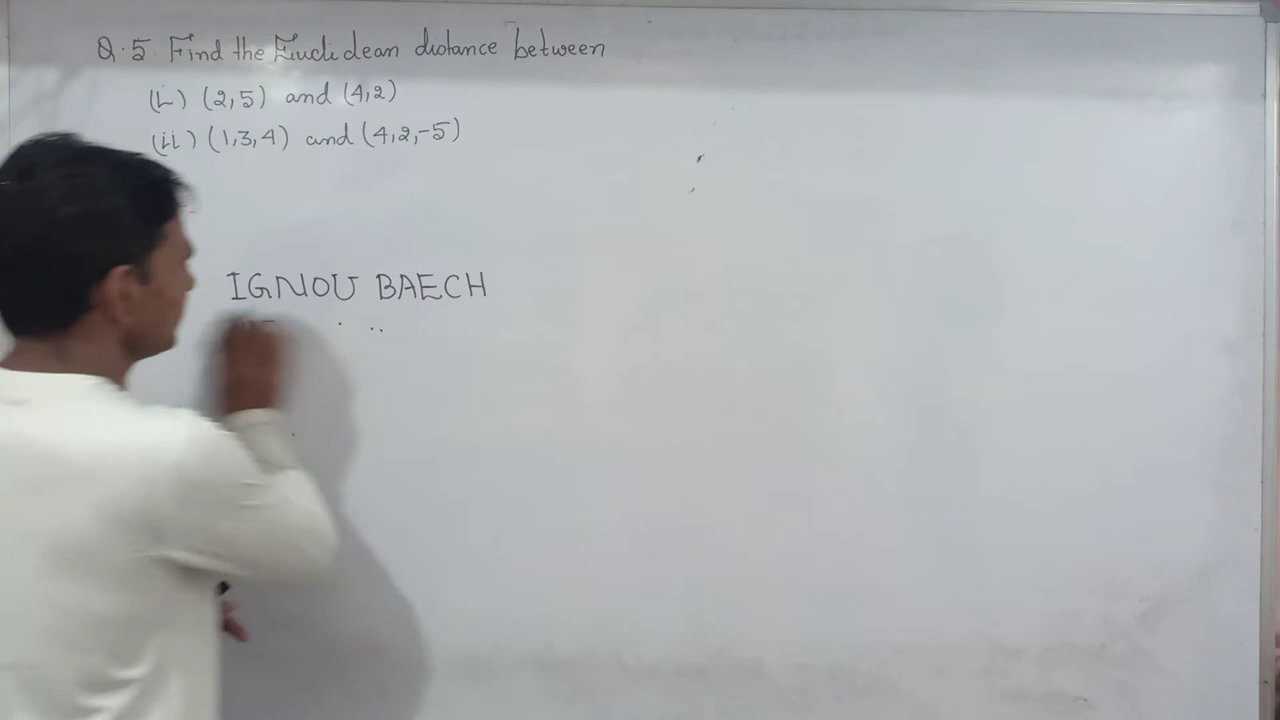 Q.5. Find the Euclidean distance between
(i) (2,5) and (4,2)
(ii) (1,3,4) and (4,2,-5)
IGNOU BAECH